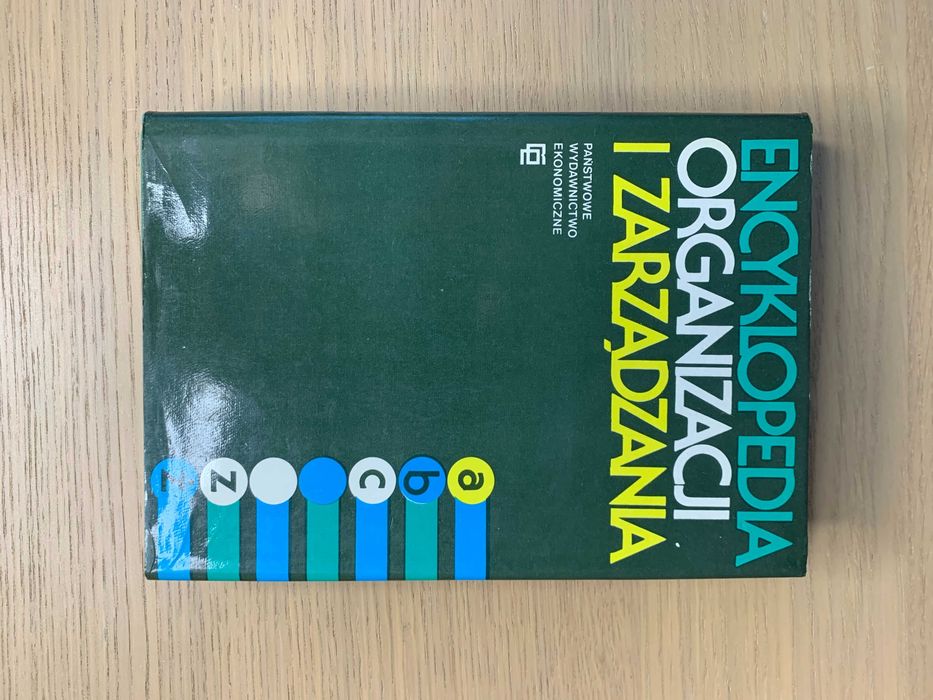 ENCYKLOPEDIA
ORGANIZACJI
I ZARZĄDZANIA
PAŃSTWOWE
WYDAWNICTWO
EKONOMICZNE
a
b
c
z